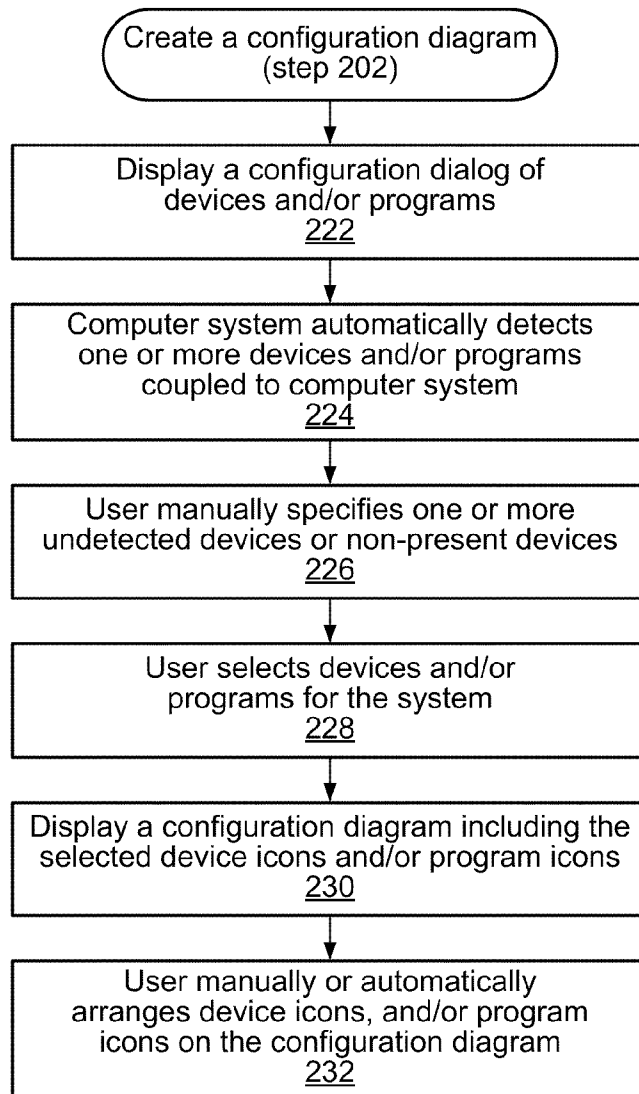 Create a configuration diagram
(step 202)
Display a configuration dialog of
devices and/or programs
222
Computer system automatically detects
one or more devices and/or programs
coupled to computer system
224
User manually specifies one or more
undetected devices or non-present devices
226
User selects devices and/or
programs for the system
228
Display a configuration diagram including the
selected device icons and/or program icons
230
User manually or automatically
arranges device icons, and/or program
icons on the configuration diagram
232